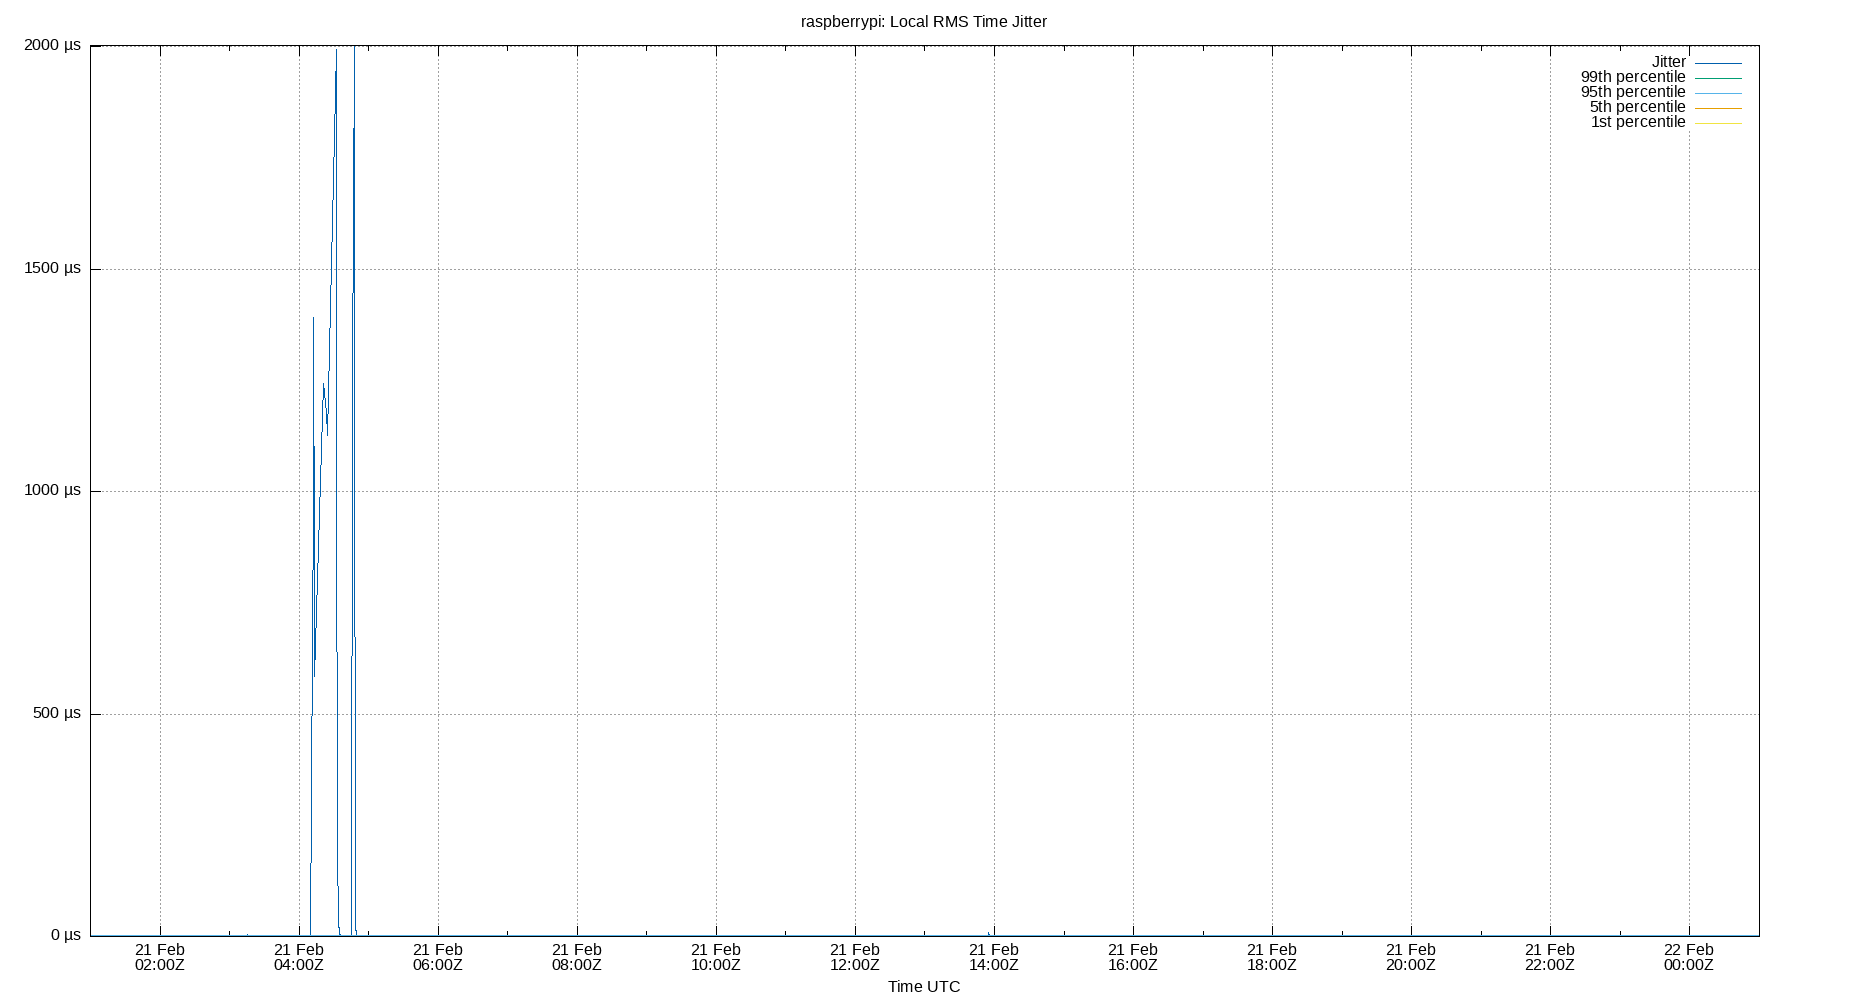 raspberrypi: Local RMS Time Jitter
2000 µs
1500 µs
1000 µs
500 µs
0 µs
Jitter
99th percentile
95th percentile
5th percentile
1st percentile
21 Feb 21 Feb 21 Feb 21 Feb 21 Feb 21 Feb 21 Feb 21 Feb 21 Feb 21 Feb 21 Feb 22 Feb
02:00Z 04:00Z 06:00Z 08:00Z 10:00Z 12:00Z 14:00Z 16:00Z 18:00Z 20:00Z 22:00Z 00:00Z
Time UTC